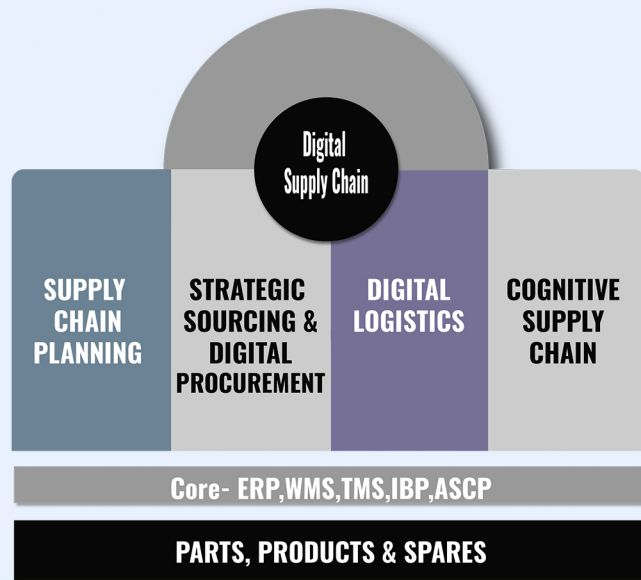 Digital
Supply Chain
SUPPLY
CHAIN
PLANNING
STRATEGIC
SOURCING &
DIGITAL
PROCUREMENT
DIGITAL
LOGISTICS
COGNITIVE
SUPPLY
CHAIN
Core- ERP,WMS,TMS,IBP,ASCP
PARTS, PRODUCTS & SPARES